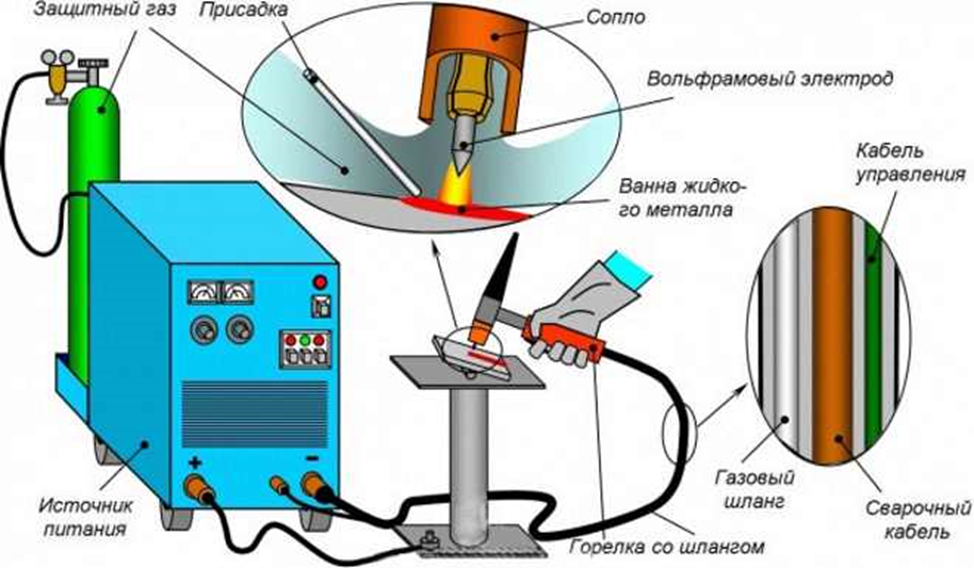 Защитный газ
Присадка
Сопло
Вольфрамовый электрод
Ванна жидко-
го металла
Кабель
управления
+
–
Источник
питания
Газовый
шланг
Сварочный
кабель
Горелка со шлангом